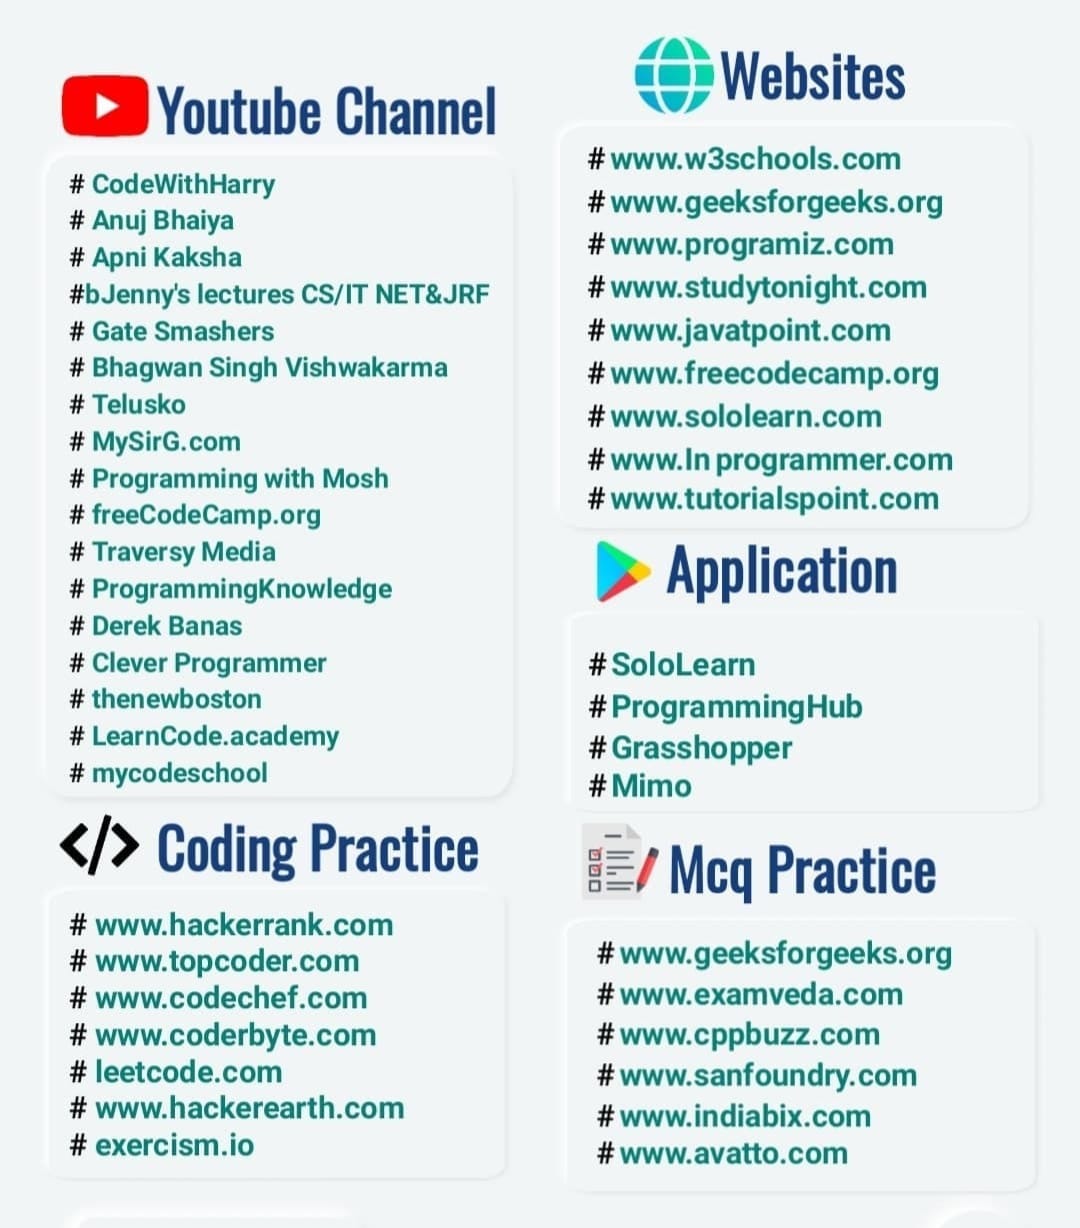 Youtube Channel
# CodeWithHarry
# Anuj Bhaiya
# Apni Kaksha
#bJenny's lectures CS/IT NET&JRF
# Gate Smashers
# Bhagwan Singh Vishwakarma
# Telusko
# MySirG.com
# Programming with Mosh
# freeCodeCamp.org
# Traversy Media
# ProgrammingKnowledge
# Derek Banas
# Clever Programmer
# thenewboston
# LearnCode.academy
# mycodeschool
</> Coding Practice
# www.hackerrank.com
# www.topcoder.com
# www.codechef.com
# www.coderbyte.com
# leetcode.com
# www.hackerearth.com
# exercism.io
Websites
# www.w3schools.com
# www.geeksforgeeks.org
# www.programiz.com
# www.studytonight.com
# www.javatpoint.com
# www.freecodecamp.org
# www.sololearn.com
# www.In programmer.com
# www.tutorialspoint.com
Application
# SoloLearn
# ProgrammingHub
# Grasshopper
# Mimo
Mcq Practice
# www.geeksforgeeks.org
# www.examveda.com
# www.cppbuzz.com
# www.sanfoundry.com
# www.indiabix.com
# www.avatto.com